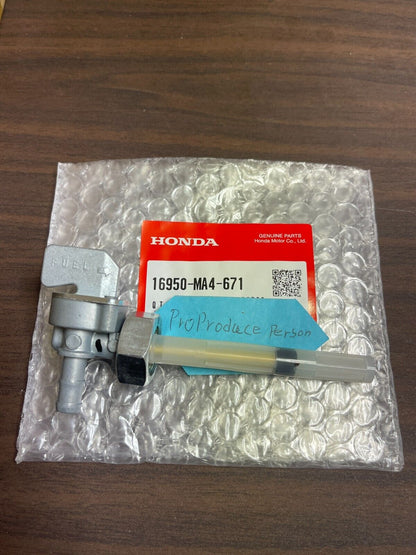 HONDA
GENUINE PARTS
Honda Motor Co., Ltd.
16950-MA4-671
ProProduce person
FUEL